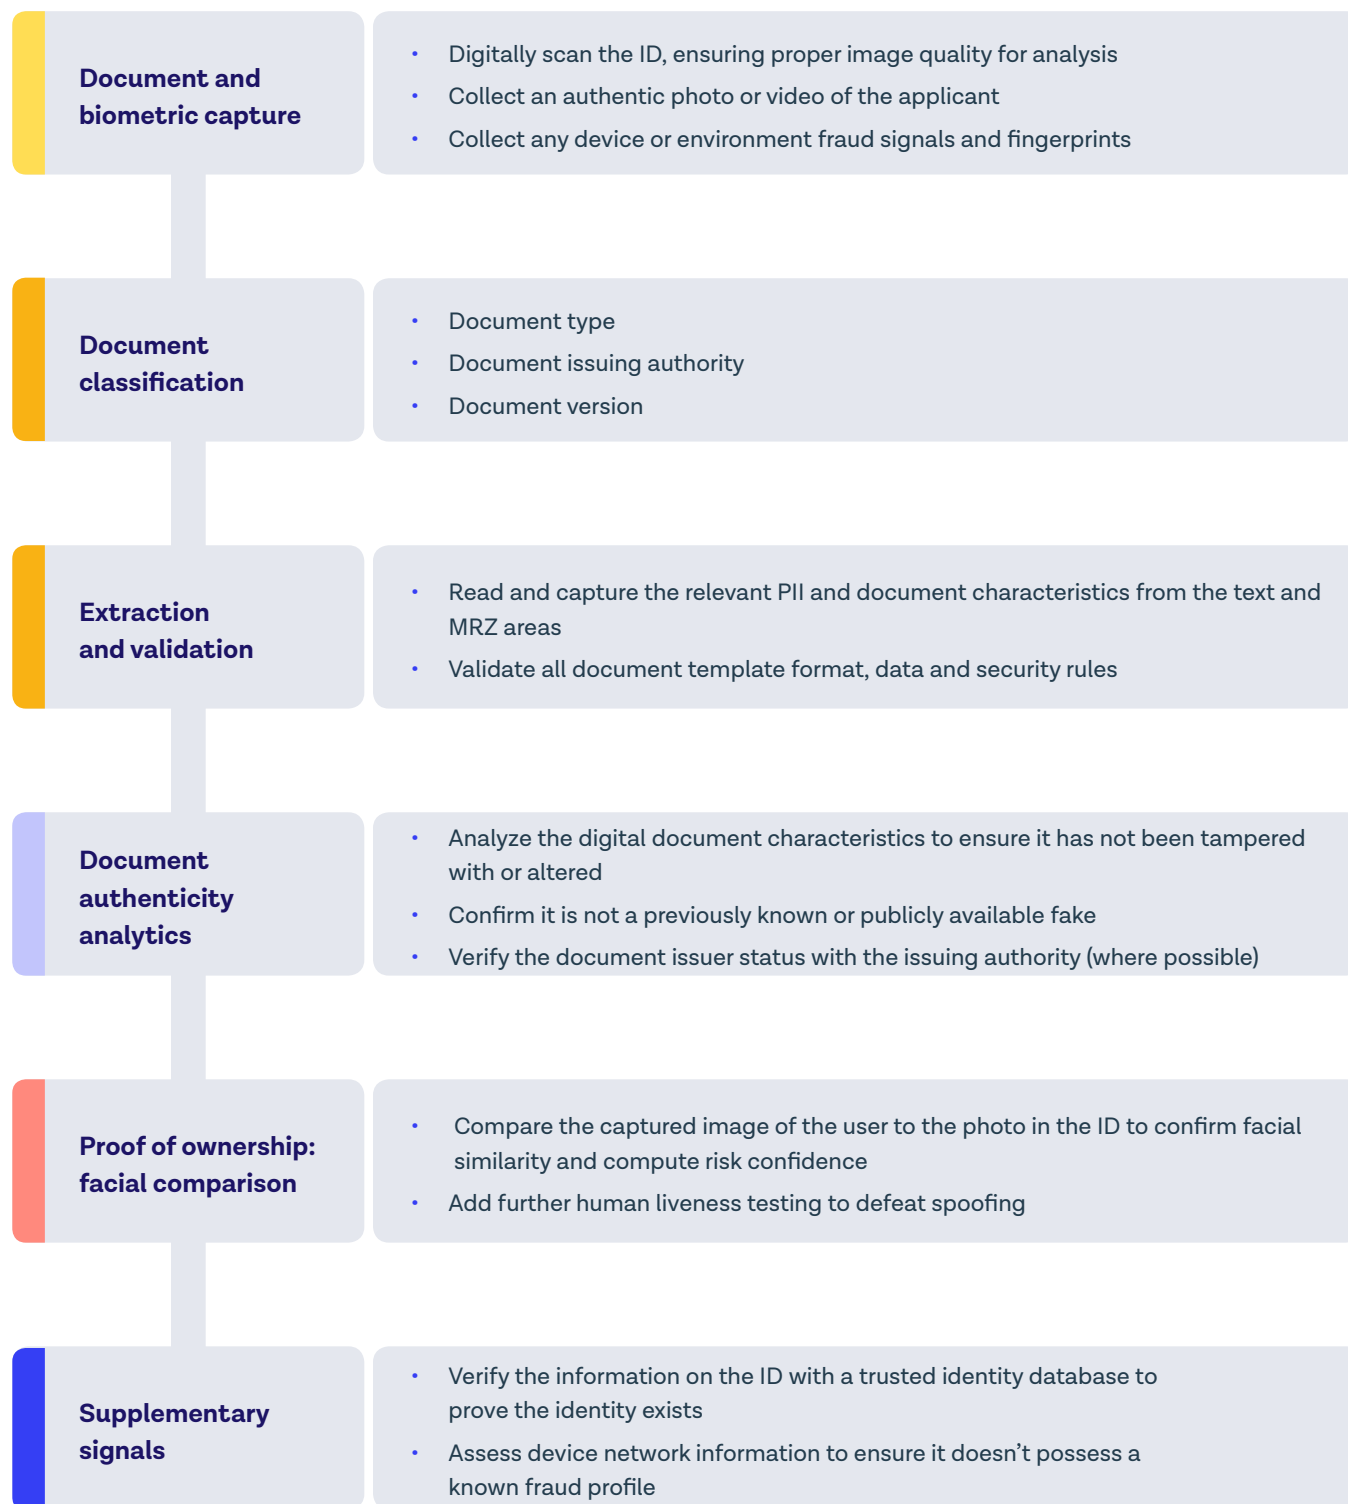 Document and
biometric capture
• Digitally scan the ID, ensuring proper image quality for analysis
• Collect an authentic photo or video of the applicant
• Collect any device or environment fraud signals and fingerprints
Document
classification
• Document type
• Document issuing authority
• Document version
Extraction
and validation
• Read and capture the relevant PII and document characteristics from the text and
MRZ areas
• Validate all document template format, data and security rules
Document
authenticity
analytics
• Analyze the digital document characteristics to ensure it has not been tampered
with or altered
• Confirm it is not a previously known or publicly available fake
• Verify the document issuer status with the issuing authority (where possible)
Proof of ownership:
facial comparison
• Compare the captured image of the user to the photo in the ID to confirm facial
similarity and compute risk confidence
• Add further human liveness testing to defeat spoofing
Supplementary
signals
• Verify the information on the ID with a trusted identity database to
prove the identity exists
• Assess device network information to ensure it doesn’t possess a
known fraud profile